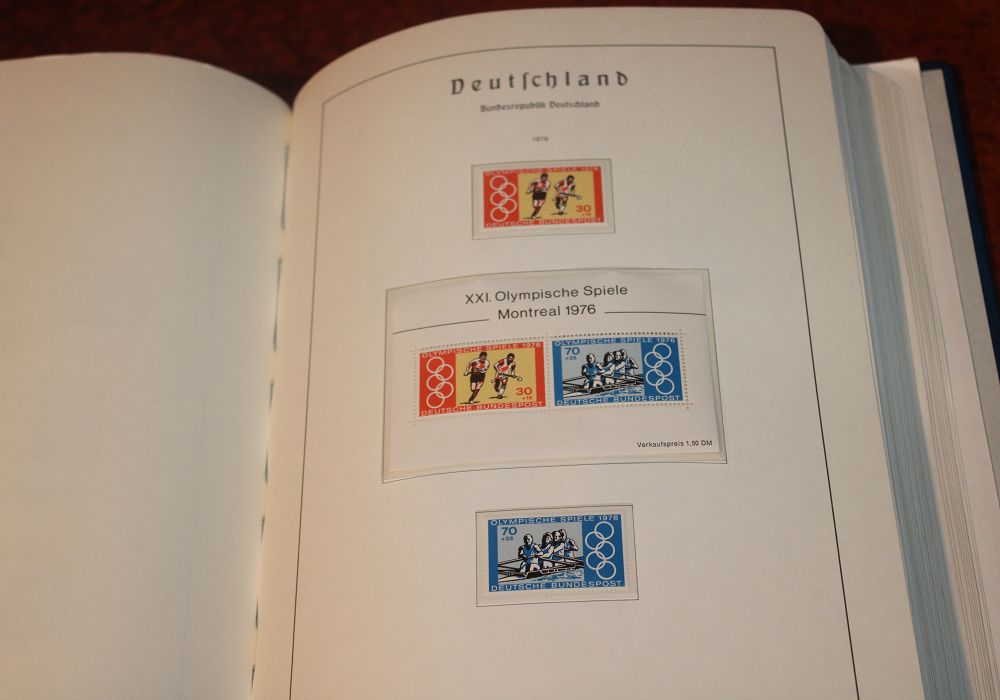 Deutſchland
Bundesrepublik Deutschland
1976
OLYMPISCHE SPIELE 1976
30
+15
DEUTSCHE BUNDESPOST
XXI. Olympische Spiele
Montreal 1976
OLYMPISCHE SPIELE 1976
30
+15
DEUTSCHE BUNDESPOST
70
+35
OLYMPISCHE SPIELE 1976
DEUTSCHE BUNDESPOST
Verkaufspreis 1,50 DM
OLYMPISCHE SPIELE 1976
70
+35
DEUTSCHE BUNDESPOST